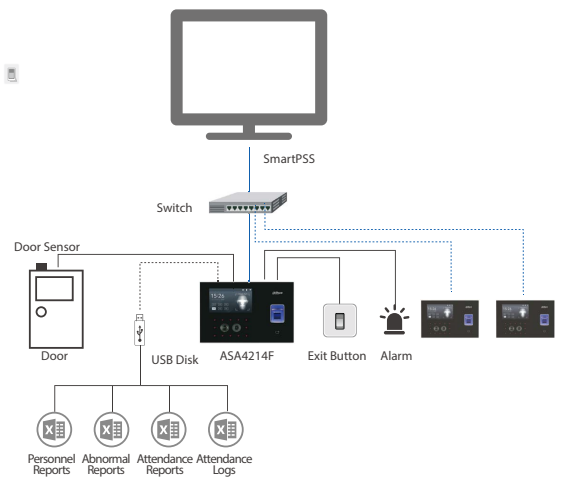 SmartPSS
Switch
Door Sensor
15:26
Door
USB Disk
ASA4214F
Exit Button
Alarm
Personnel
Reports
Abnormal
Reports
Attendance
Reports
Attendance
Logs